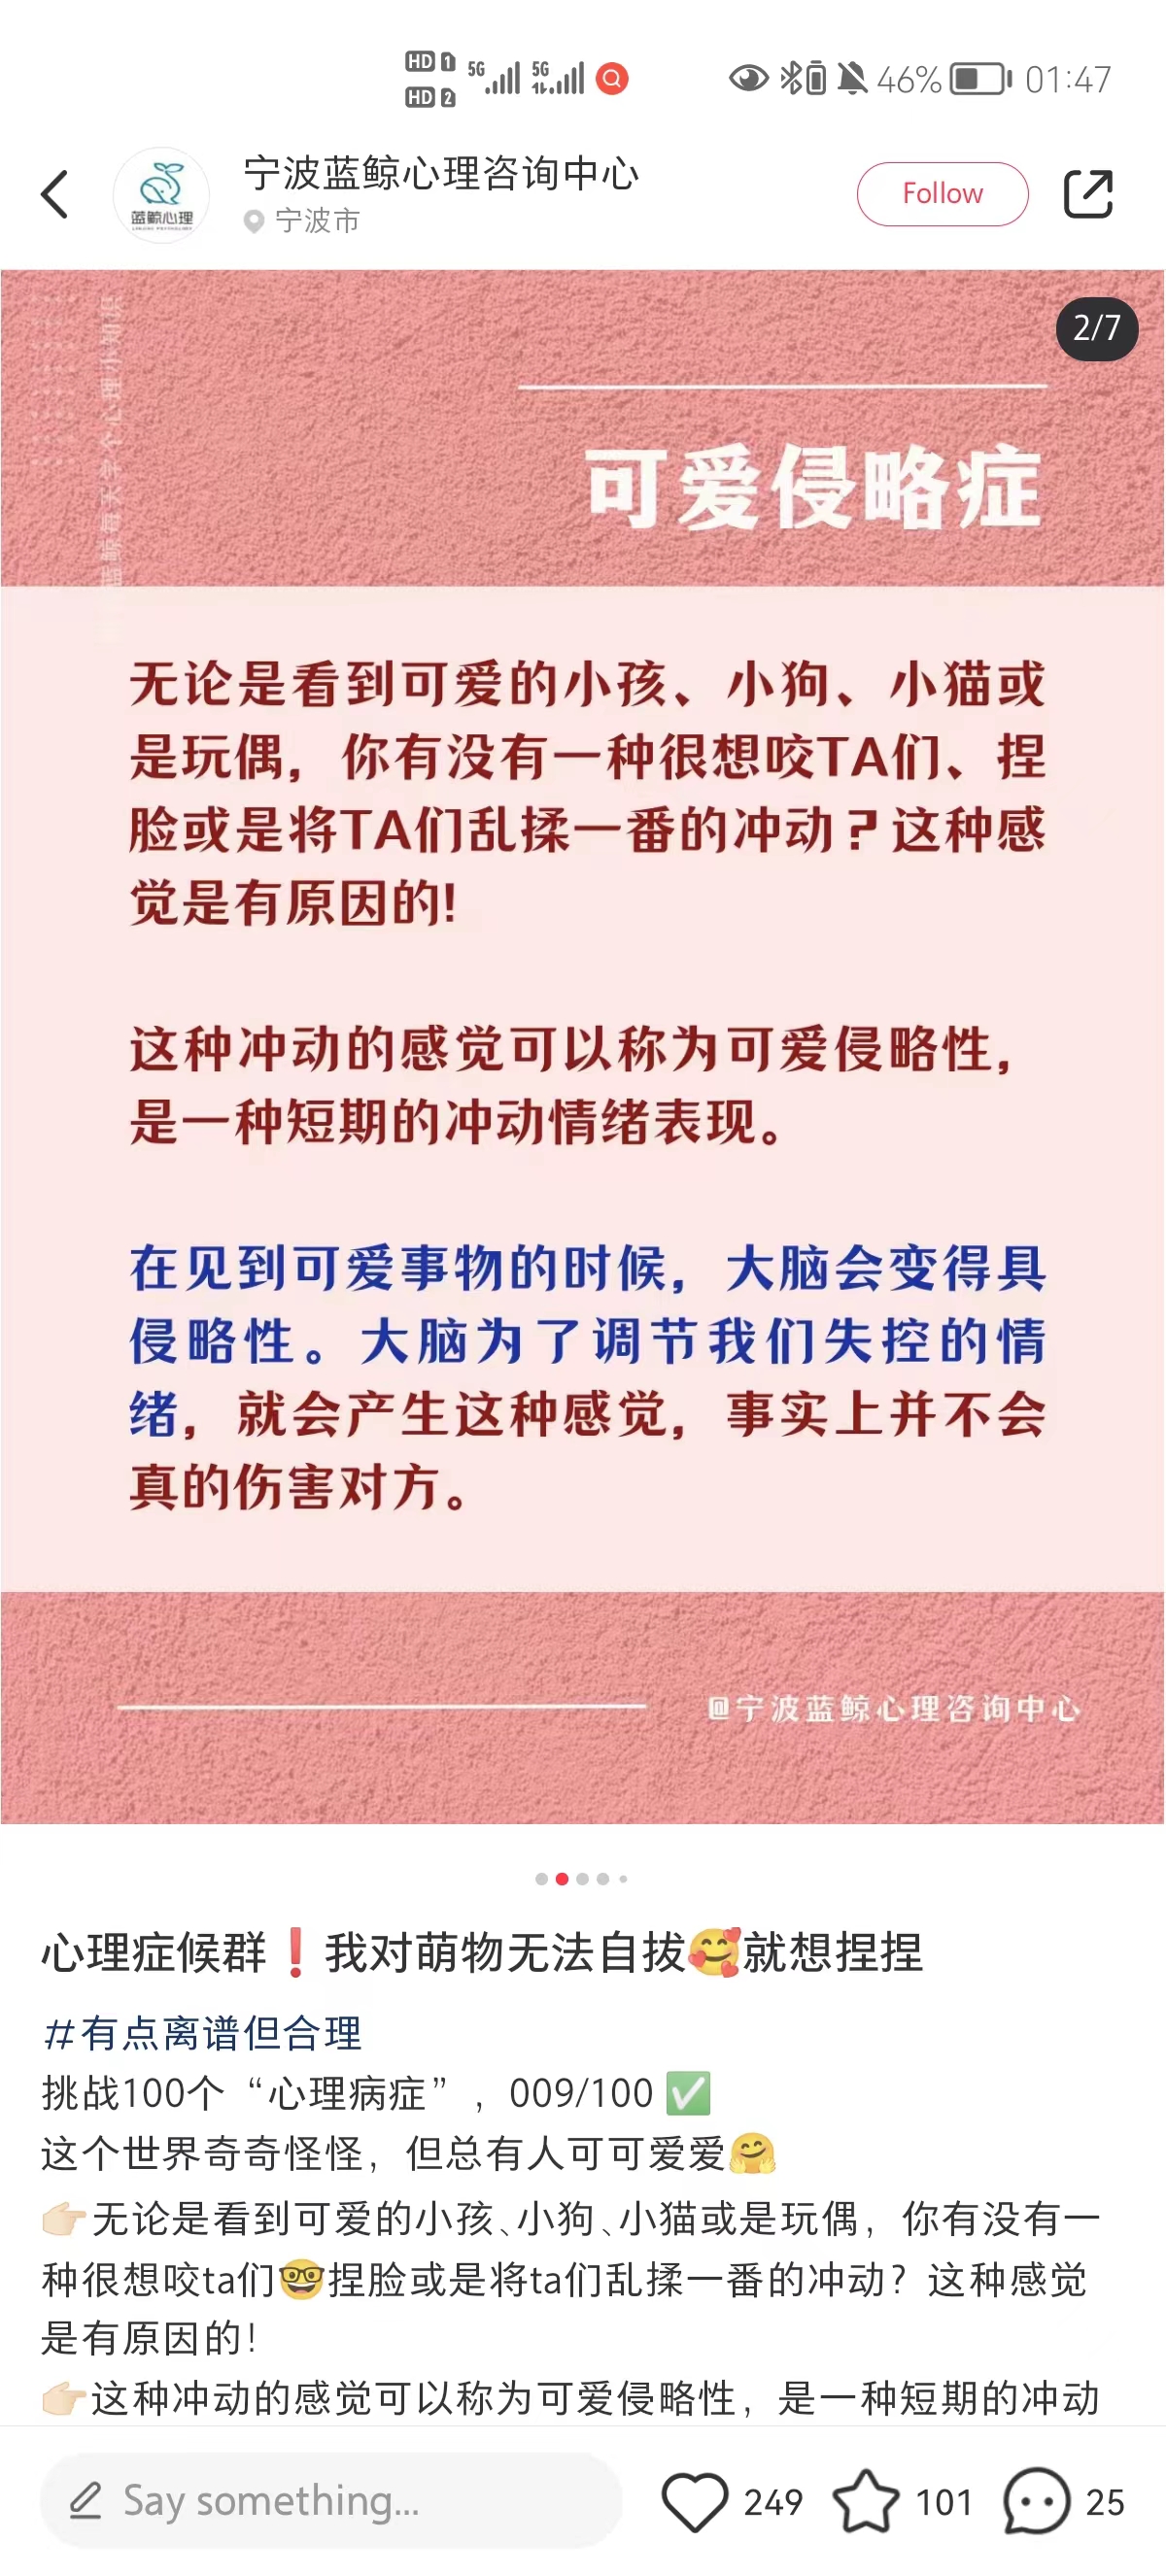 HD 1 5G 5G 46% 01:47
HD 2
宁波蓝鲸心理咨询中心
宁波市
Follow
蓝鲸心理
2/7
可爱侵略症
无论是看到可爱的小孩、小狗、小猫或
是玩偶，你有没有一种很想咬TA们、捏
脸或是将TA们乱揉一番的冲动？这种感
觉是有原因的！
这种冲动的感觉可以称为可爱侵略性，
是一种短期的冲动情绪表现。
在见到可爱事物的时候，大脑会变得具
侵略性。大脑为了调节我们失控的情
绪，就会产生这种感觉，事实上并不会
真的伤害对方。
@宁波蓝鲸心理咨询中心
心理症候群❗我对萌物无法自拔🥰就想捏捏
#有点离谱但合理
挑战100个“心理病症”，009/100 ✅
这个世界奇奇怪怪，但总有人可可爱爱🤗
👉🏻无论是看到可爱的小孩、小狗、小猫或是玩偶，你有没有一
种很想咬ta们🤓捏脸或是将ta们乱揉一番的冲动？这种感觉
是有原因的！
👉🏻这种冲动的感觉可以称为可爱侵略性，是一种短期的冲动
Say something... 249 101 25